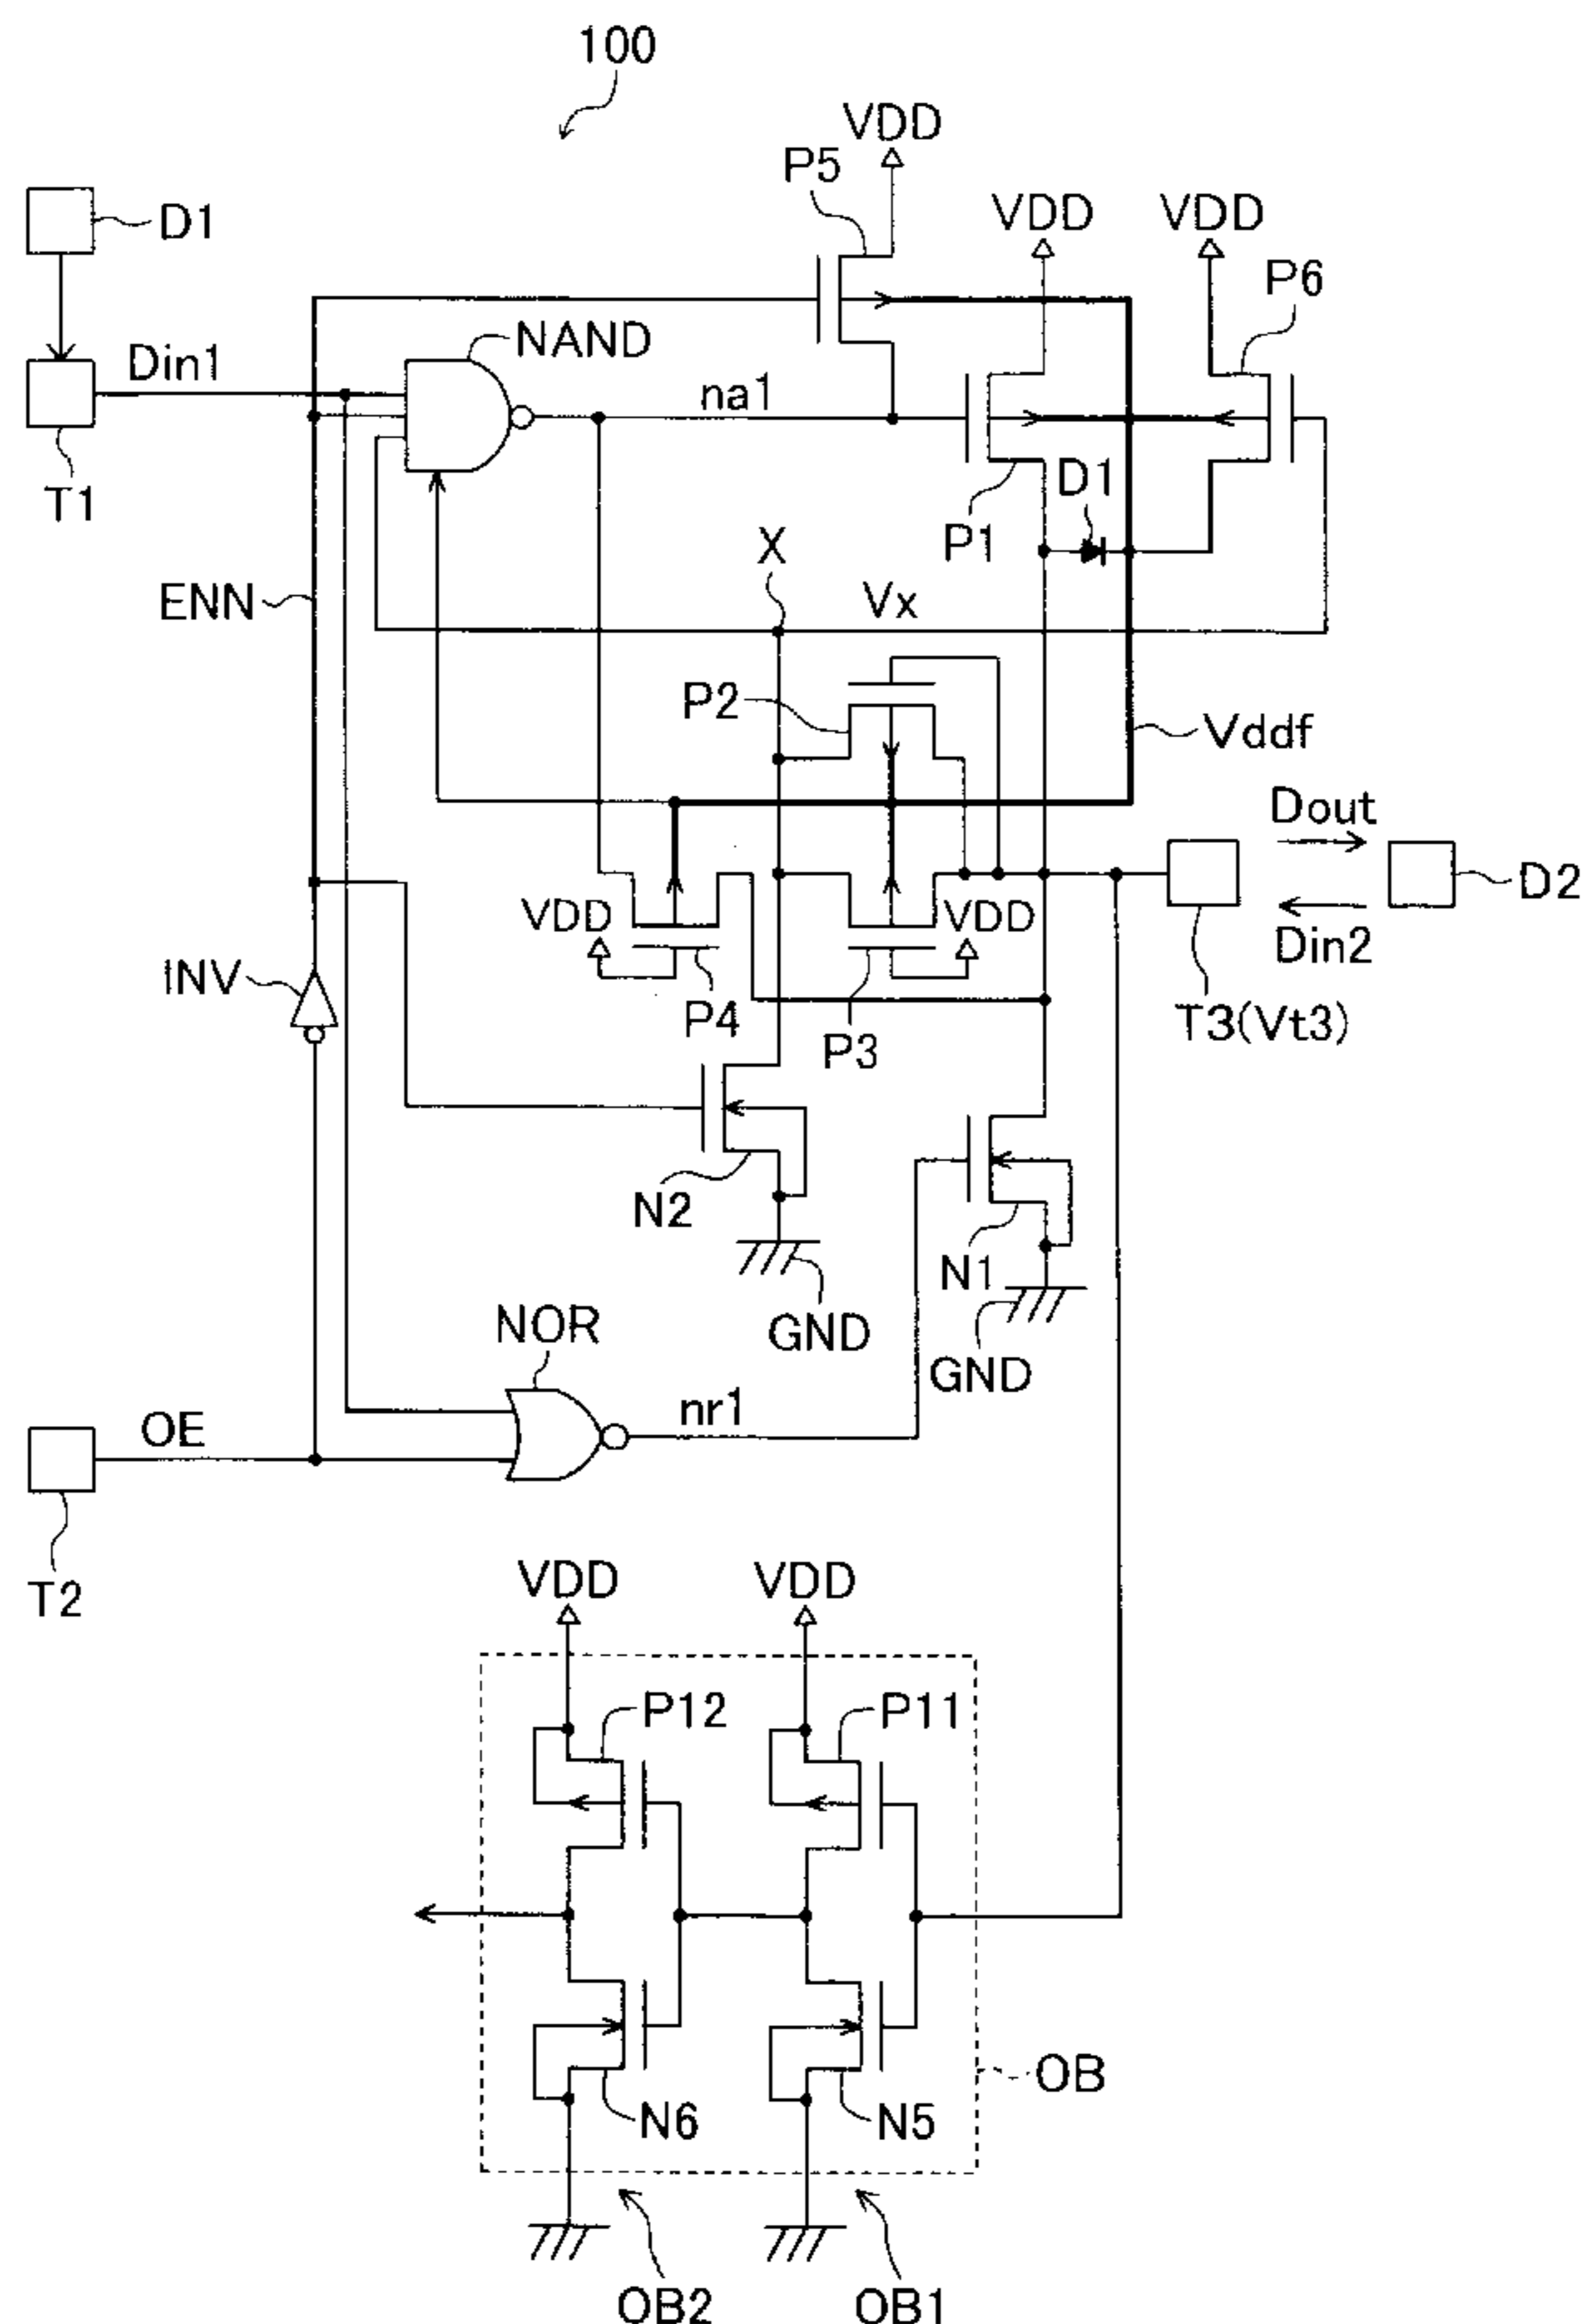 100
VDD
P5
D1
VDD
VDD
P6
NAND
Din1
na1
T1
D1
P1
X
Vx
ENN
P2
Vddf
Dout
D2
VDD
VDD
Din2
INV
P4
P3
T3(Vt3)
N2
N1
GND
NOR
GND
nr1
OE
T2
VDD
VDD
P12
P11
OB
N6
N5
OB2
OB1